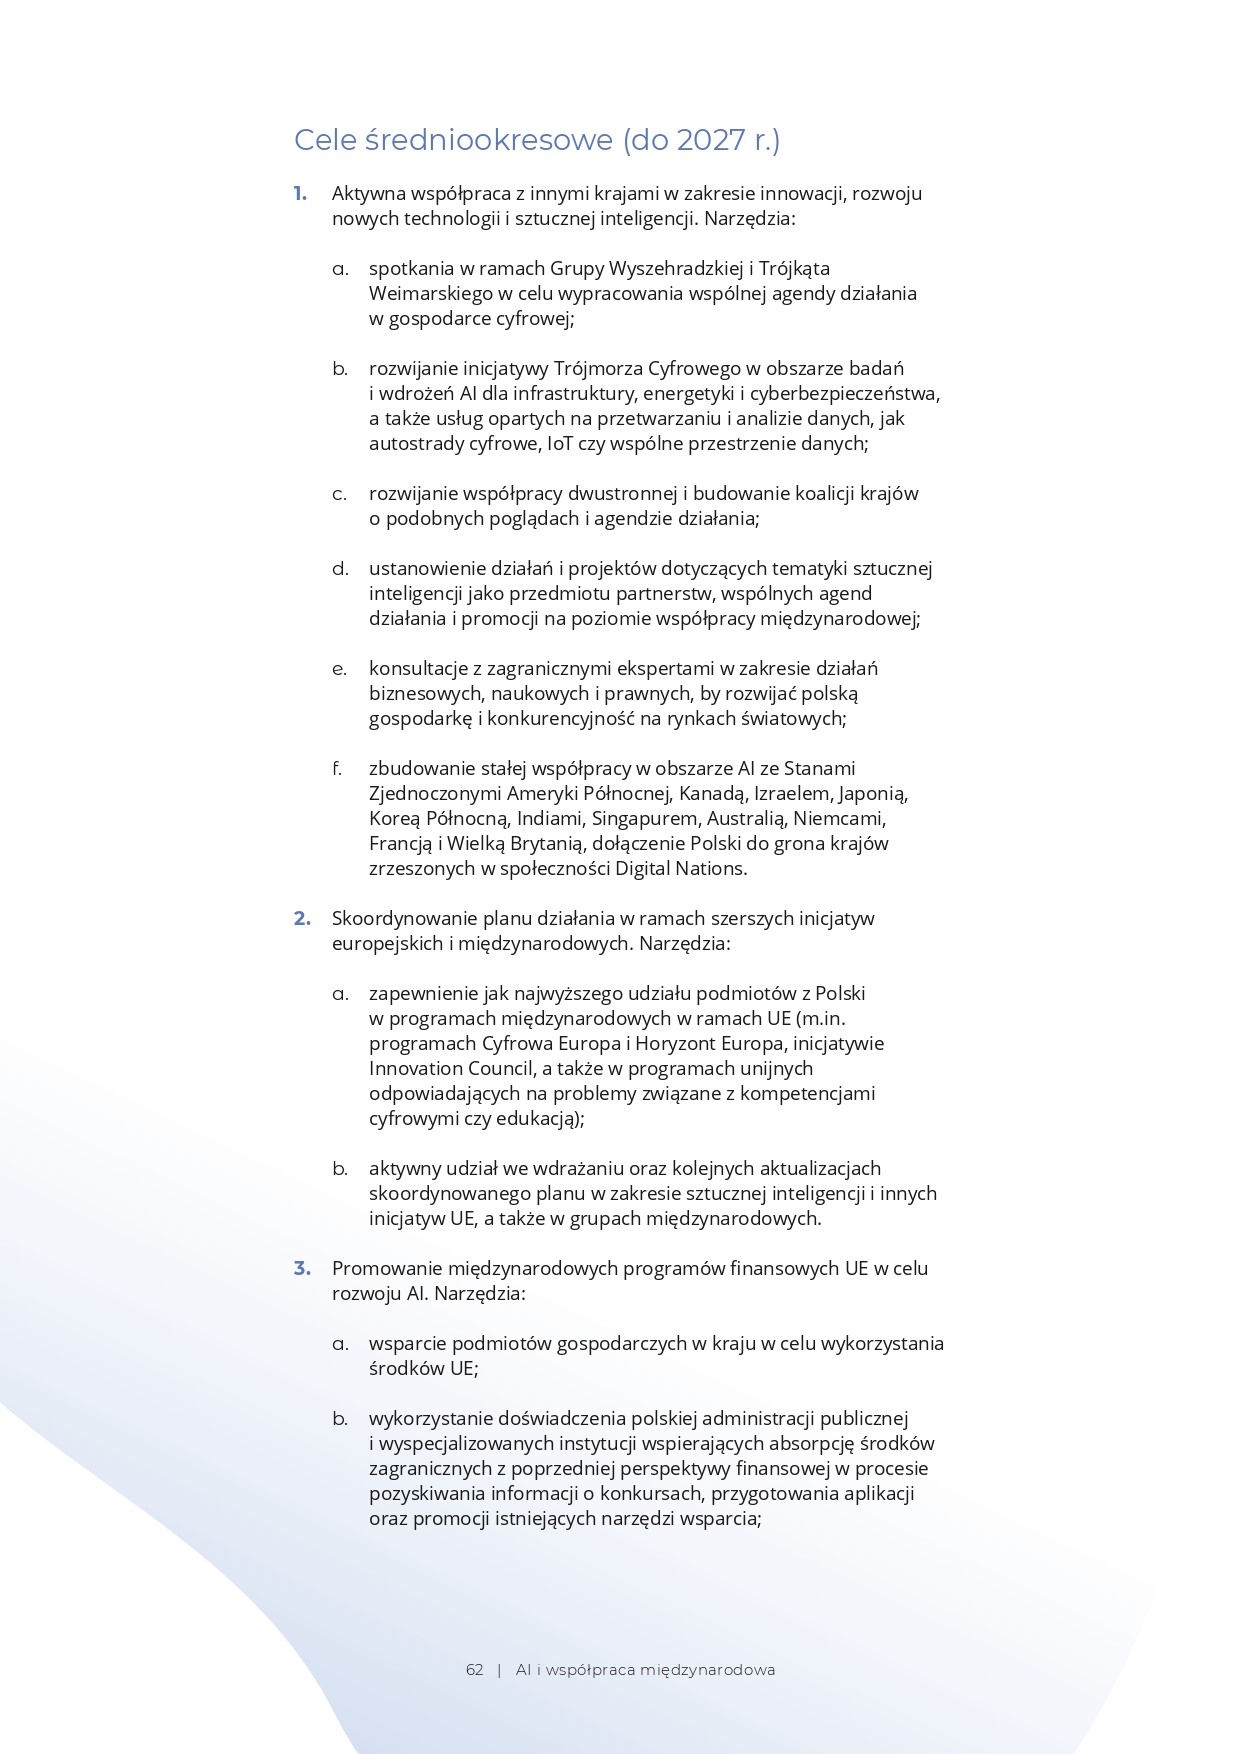 Cele średniookresowe (do 2027 r.)
1. Aktywna współpraca z innymi krajami w zakresie innowacji, rozwoju
nowych technologii i sztucznej inteligencji. Narzędzia:
a. spotkania w ramach Grupy Wyszehradzkiej i Trójkąta
Weimarskiego w celu wypracowania wspólnej agendy działania
w gospodarce cyfrowej;
b. rozwijanie inicjatywy Trójmorza Cyfrowego w obszarze badań
i wdrożeń AI dla infrastruktury, energetyki i cyberbezpieczeństwa,
a także usług opartych na przetwarzaniu i analizie danych, jak
autostrady cyfrowe, IoT czy wspólne przestrzenie danych;
c. rozwijanie współpracy dwustronnej i budowanie koalicji krajów
o podobnych poglądach i agendzie działania;
d. ustanowienie działań i projektów dotyczących tematyki sztucznej
inteligencji jako przedmiotu partnerstw, wspólnych agend
działania i promocji na poziomie współpracy międzynarodowej;
e. konsultacje z zagranicznymi ekspertami w zakresie działań
biznesowych, naukowych i prawnych, by rozwijać polską
gospodarkę i konkurencyjność na rynkach światowych;
f. zbudowanie stałej współpracy w obszarze AI ze Stanami
Zjednoczonymi Ameryki Północnej, Kanadą, Izraelem, Japonią,
Koreą Północną, Indiami, Singapurem, Australią, Niemcami,
Francją i Wielką Brytanią, dołączenie Polski do grona krajów
zrzeszonych w społeczności Digital Nations.
2. Skoordynowanie planu działania w ramach szerszych inicjatyw
europejskich i międzynarodowych. Narzędzia:
a. zapewnienie jak najwyższego udziału podmiotów z Polski
w programach międzynarodowych w ramach UE (m.in.
programach Cyfrowa Europa i Horyzont Europa, inicjatywie
Innovation Council, a także w programach unijnych
odpowiadających na problemy związane z kompetencjami
cyfrowymi czy edukacją);
b. aktywny udział we wdrażaniu oraz kolejnych aktualizacjach
skoordynowanego planu w zakresie sztucznej inteligencji i innych
inicjatyw UE, a także w grupach międzynarodowych.
3. Promowanie międzynarodowych programów finansowych UE w celu
rozwoju AI. Narzędzia:
a. wsparcie podmiotów gospodarczych w kraju w celu wykorzystania
środków UE;
b. wykorzystanie doświadczenia polskiej administracji publicznej
i wyspecjalizowanych instytucji wspierających absorpcję środków
zagranicznych z poprzedniej perspektywy finansowej w procesie
pozyskiwania informacji o konkursach, przygotowania aplikacji
oraz promocji istniejących narzędzi wsparcia;
62 | AI i współpraca międzynarodowa